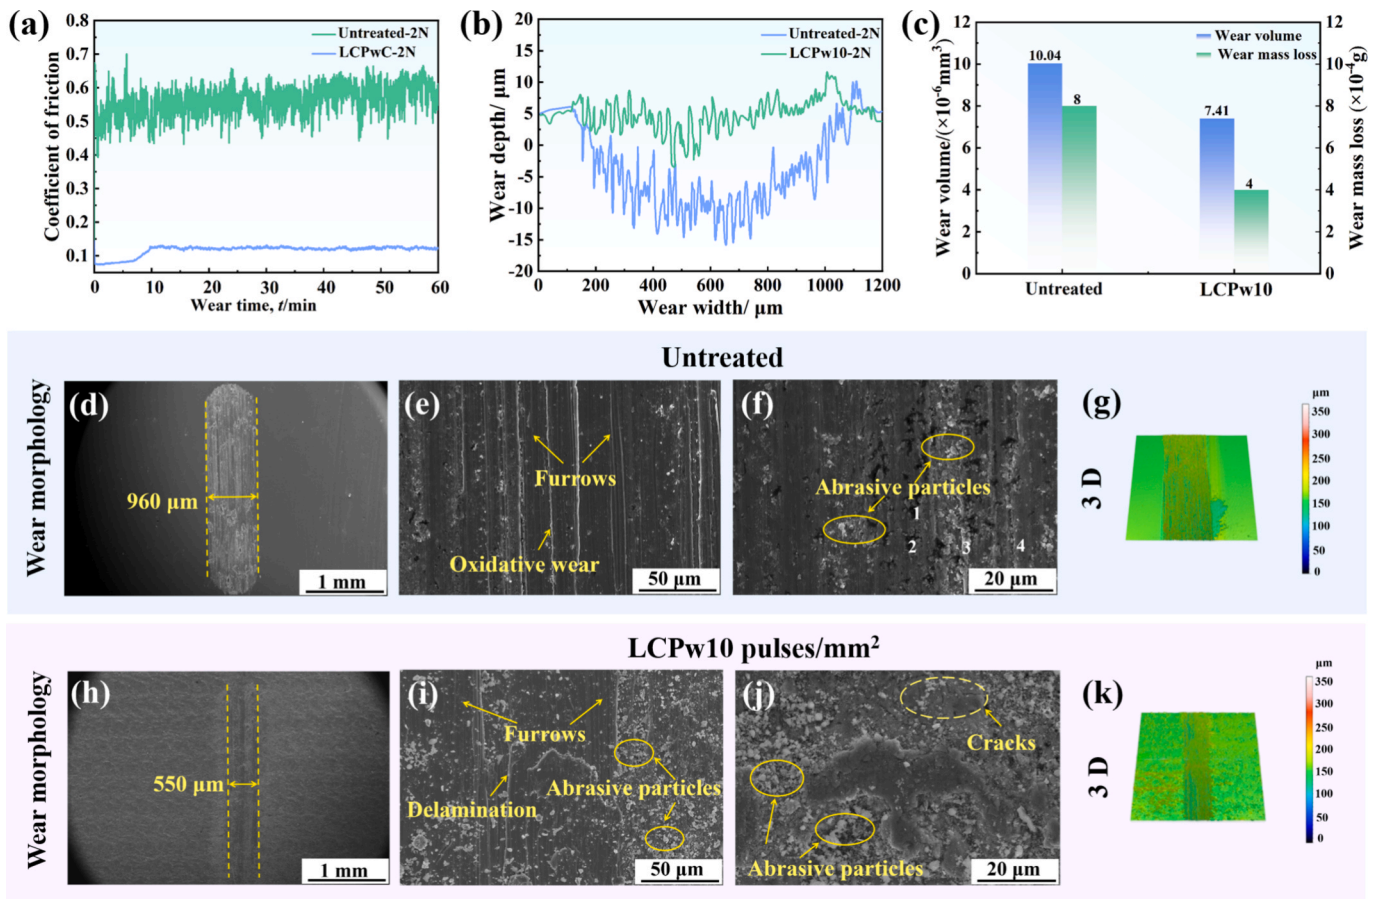 (a)
0.8
0.7
0.6
0.5
0.4
0.3
0.2
0.1
Coefficient of friction
Untreated-2N
LCPwC-2N
0 10 20 30 40 50 60
Wear time, t/min
(b)
20
15
10
5
0
-5
-10
-15
20
Wear depth/ μm
Untreated-2N
LCPw10-2N
0 200 400 600 800 1000 1200
Wear width/ μm
(c)
12
10
8
6
4
2
0
Wear volume/(×10⁻⁶mm³)
Wear volume
Wear mass loss
10.04
8
7.41
4
Untreated LCPw10
12
10
8
6
4
2
0
Wear mass loss (×10⁻⁴g)
Untreated
Wear morphology
(d)
960 μm
1 mm
(e)
Furrows
Oxidative wear
50 μm
(f)
Abrasive particles
1
2 3 4
20 μm
(g)
3 D
μm
350
300
250
200
150
100
50
0
LCPw10 pulses/mm²
Wear morphology
(h)
550 μm
1 mm
(i)
Furrows
Abrasive particles
Delamination
50 μm
(j)
Cracks
Abrasive particles
20 μm
(k)
3 D
μm
350
300
250
200
150
100
50
0